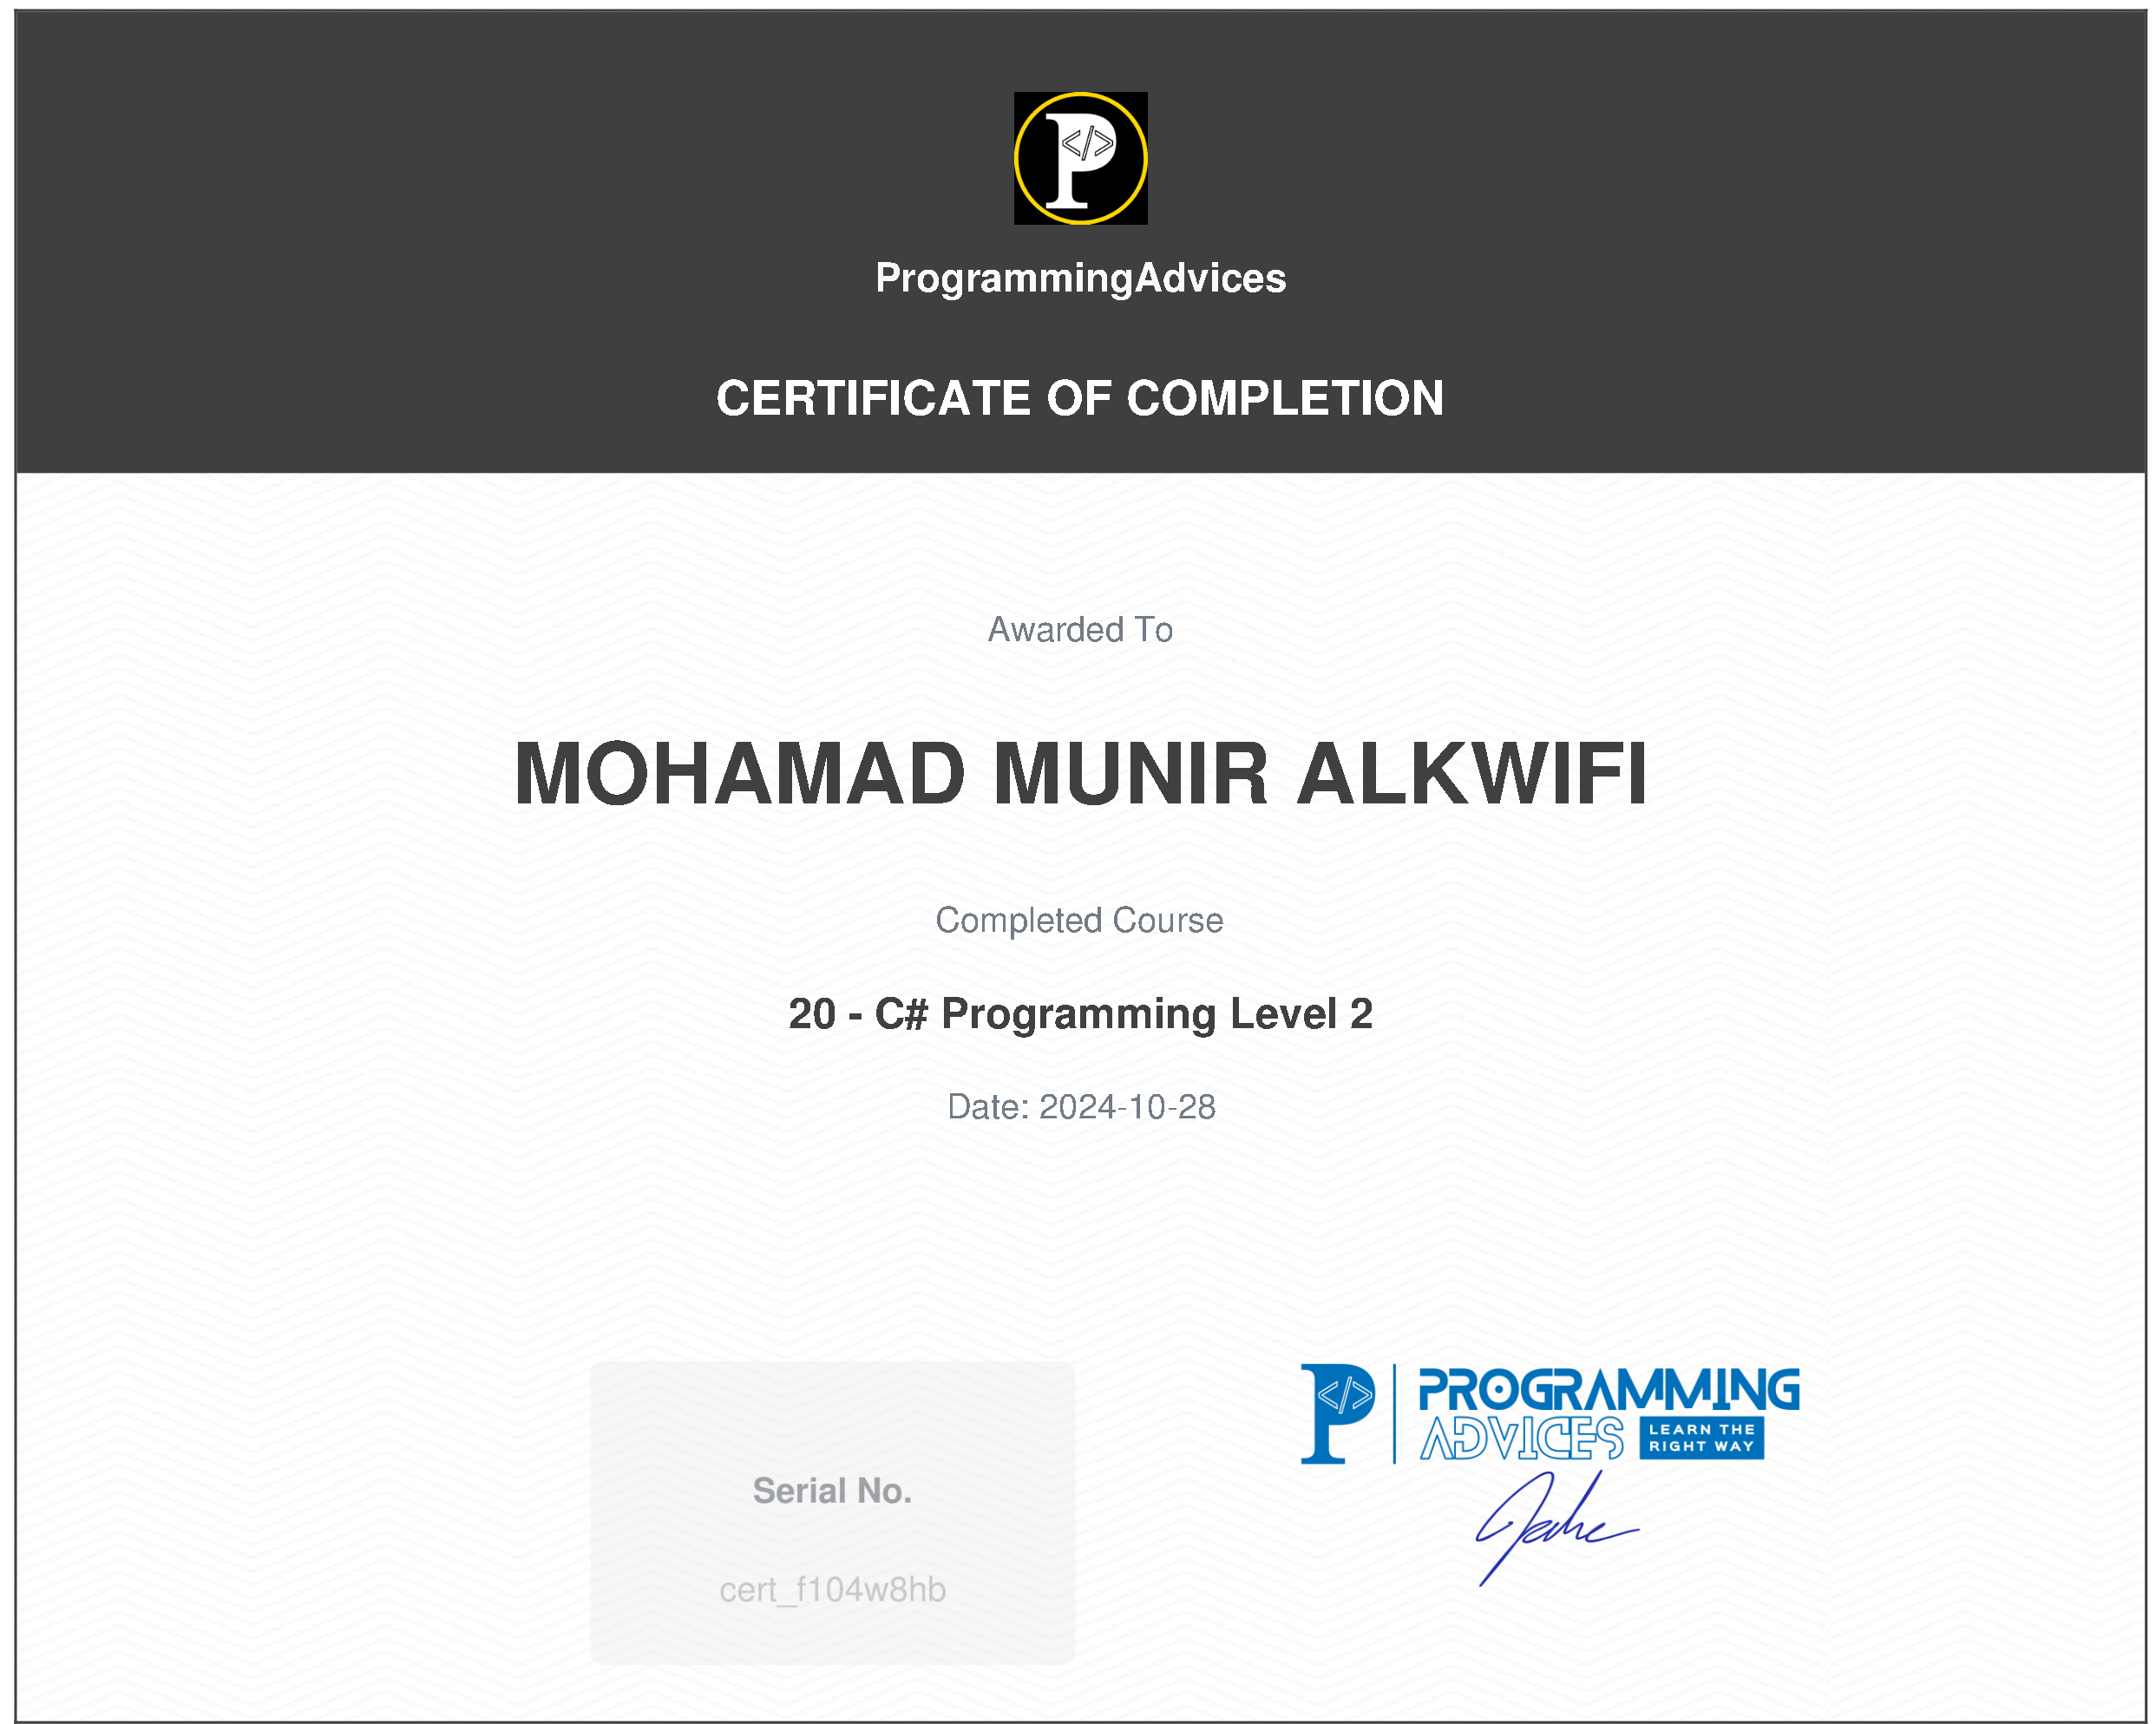 P </>
ProgrammingAdvices
CERTIFICATE OF COMPLETION
Awarded To
MOHAMAD MUNIR ALKWIFI
Completed Course
20 - C# Programming Level 2
Date: 2024-10-28
Serial No.
cert_f104w8hb
P </>
PROGRAMMING
ADVICES
LEARN THE
RIGHT WAY